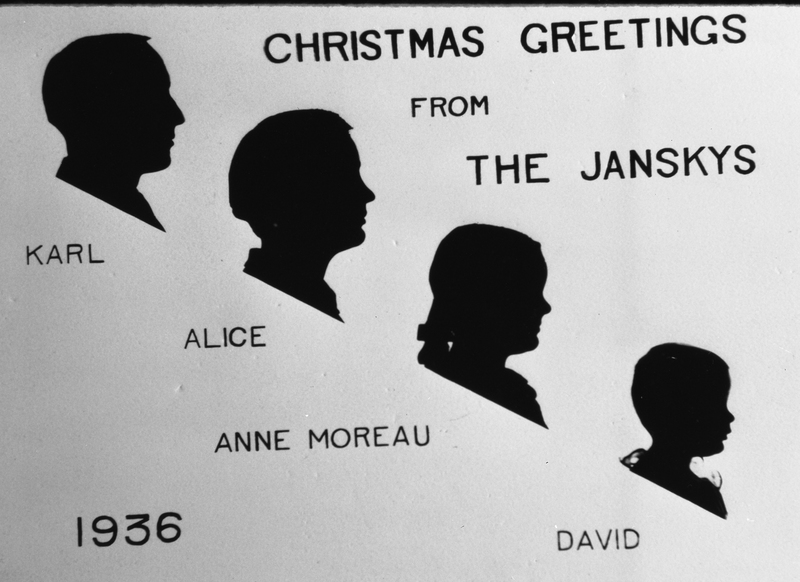 CHRISTMAS GREETINGS
FROM
THE JANSKYS
KARL
ALICE
ANNE MOREAU
DAVID
1936